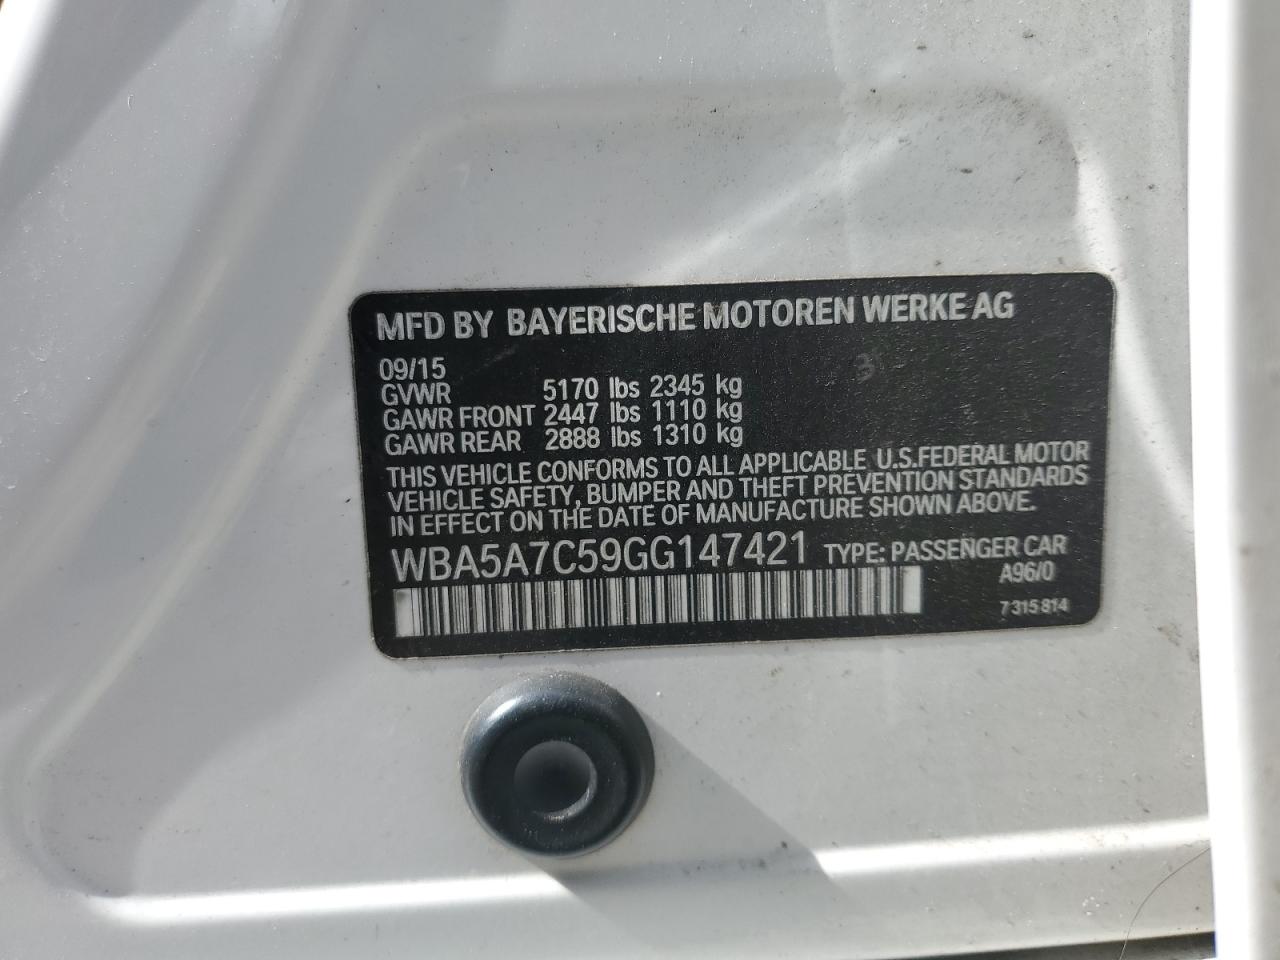 MFD BY BAYERISCHE MOTOREN WERKE AG
09/15
GVWR 5170 lbs 2345 kg
GAWR FRONT 2447 lbs 1110 kg
GAWR REAR 2888 lbs 1310 kg
THIS VEHICLE CONFORMS TO ALL APPLICABLE U.S.FEDERAL MOTOR
VEHICLE SAFETY, BUMPER AND THEFT PREVENTION STANDARDS
IN EFFECT ON THE DATE OF MANUFACTURE SHOWN ABOVE.
WBA5A7C59GG147421 TYPE: PASSENGER CAR
A96/0
7 315 814